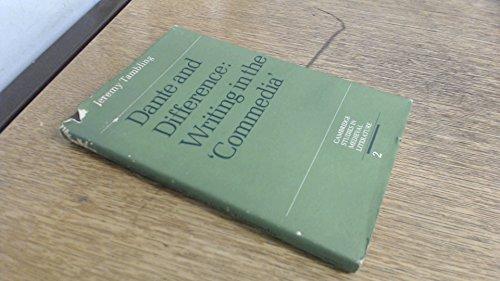 Jeremy Tambling
Dante and
Difference:
Writing in the
'Commedia'
CAMBRIDGE
STUDIES IN
MEDIEVAL
LITERATURE
2